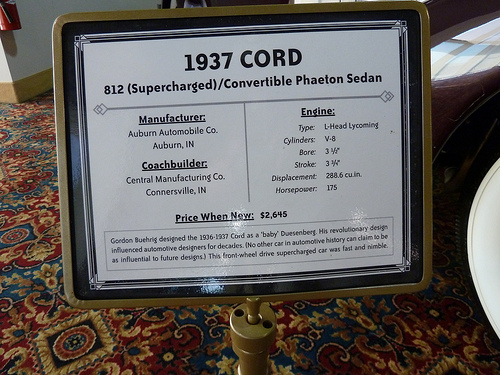 1937 CORD
812 (Supercharged)/Convertible Phaeton Sedan
Manufacturer:
Auburn Automobile Co.
Auburn, IN
Coachbuilder:
Central Manufacturing Co.
Connersville, IN
Engine:
Type: L-Head Lycoming
Cylinders: V-8
Bore: 3 ½"
Stroke: 3 ¾"
Displacement: 288.6 cu.in.
Horsepower: 175
Price When New: $2,645
Gordon Buehrig designed the 1936-1937 Cord as a 'baby' Duesenberg. His revolutionary design
influenced automotive designers for decades. (No other car in automotive history can claim to be
as influential to future designs.) This front-wheel drive supercharged car was fast and nimble.